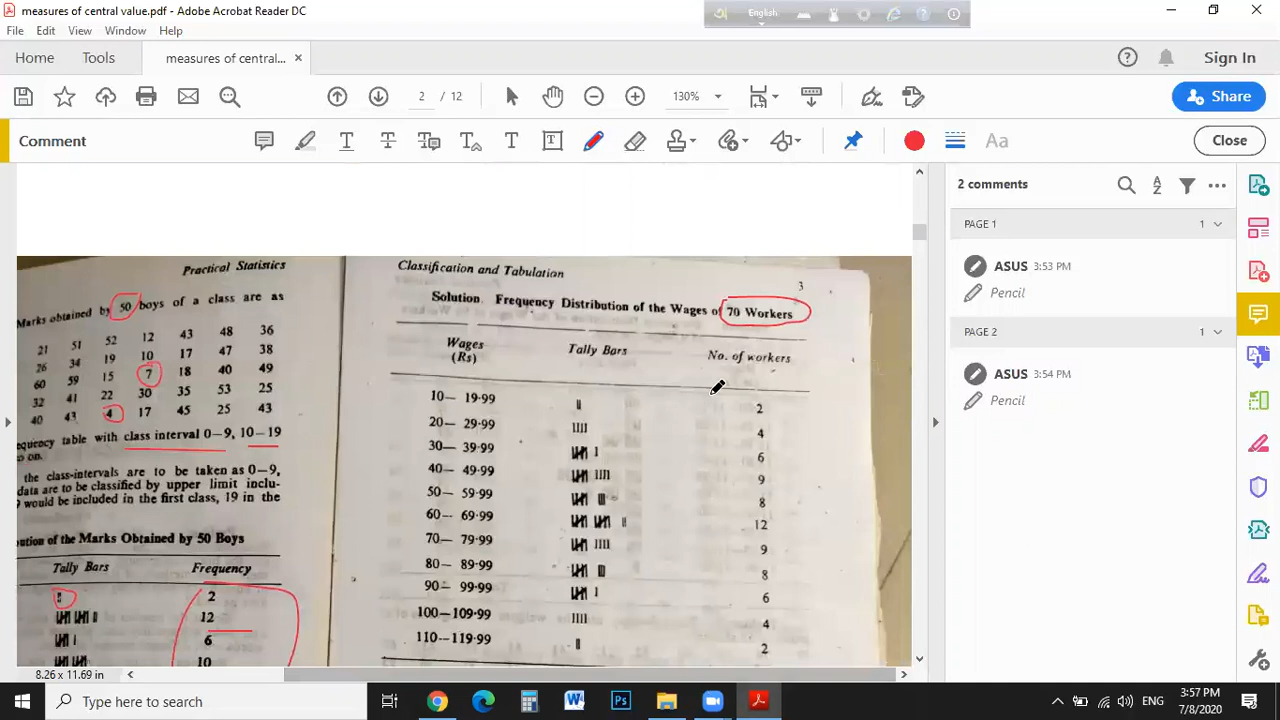 measures of central value.pdf - Adobe Acrobat Reader DC
English
File Edit View Window Help
Home Tools measures of central... × Sign In
2 / 12 130% Share
Comment Close
2 comments
PAGE 1 1
ASUS 3:53 PM
Pencil
PAGE 2 1
ASUS 3:54 PM
Pencil
Practical Statistics
Marks obtained by 50 boys of a class are as
21 51 52 12 43 48 36
26 34 19 10 17 47 38
60 59 15 7 18 40 49
32 41 22 30 35 53 25
40 43 4 17 45 25 43
equency table with class interval 0—9, 10—19
o on.
the class-intervals are to be taken as 0—9,
data are to be classified by upper limit inclu-
9 would be included in the first class, 19 in the
ution of the Marks Obtained by 50 Boys
Tally Bars Frequency
2
12
6
10
Classification and Tabulation
3
Solution Frequency Distribution of the Wages of 70 Workers
Wages Tally Bars No. of workers
(Rs)
10— 19·99 2
20— 29·99 4
30— 39·99 6
40— 49·99 9
50— 59·99 8
60— 69·99 12
70— 79·99 9
80— 89·99 8
90— 99·99 6
100—109·99 4
110—119·99 2
8.26 x 11.69 in
Type here to search
ENG
3:57 PM
7/8/2020